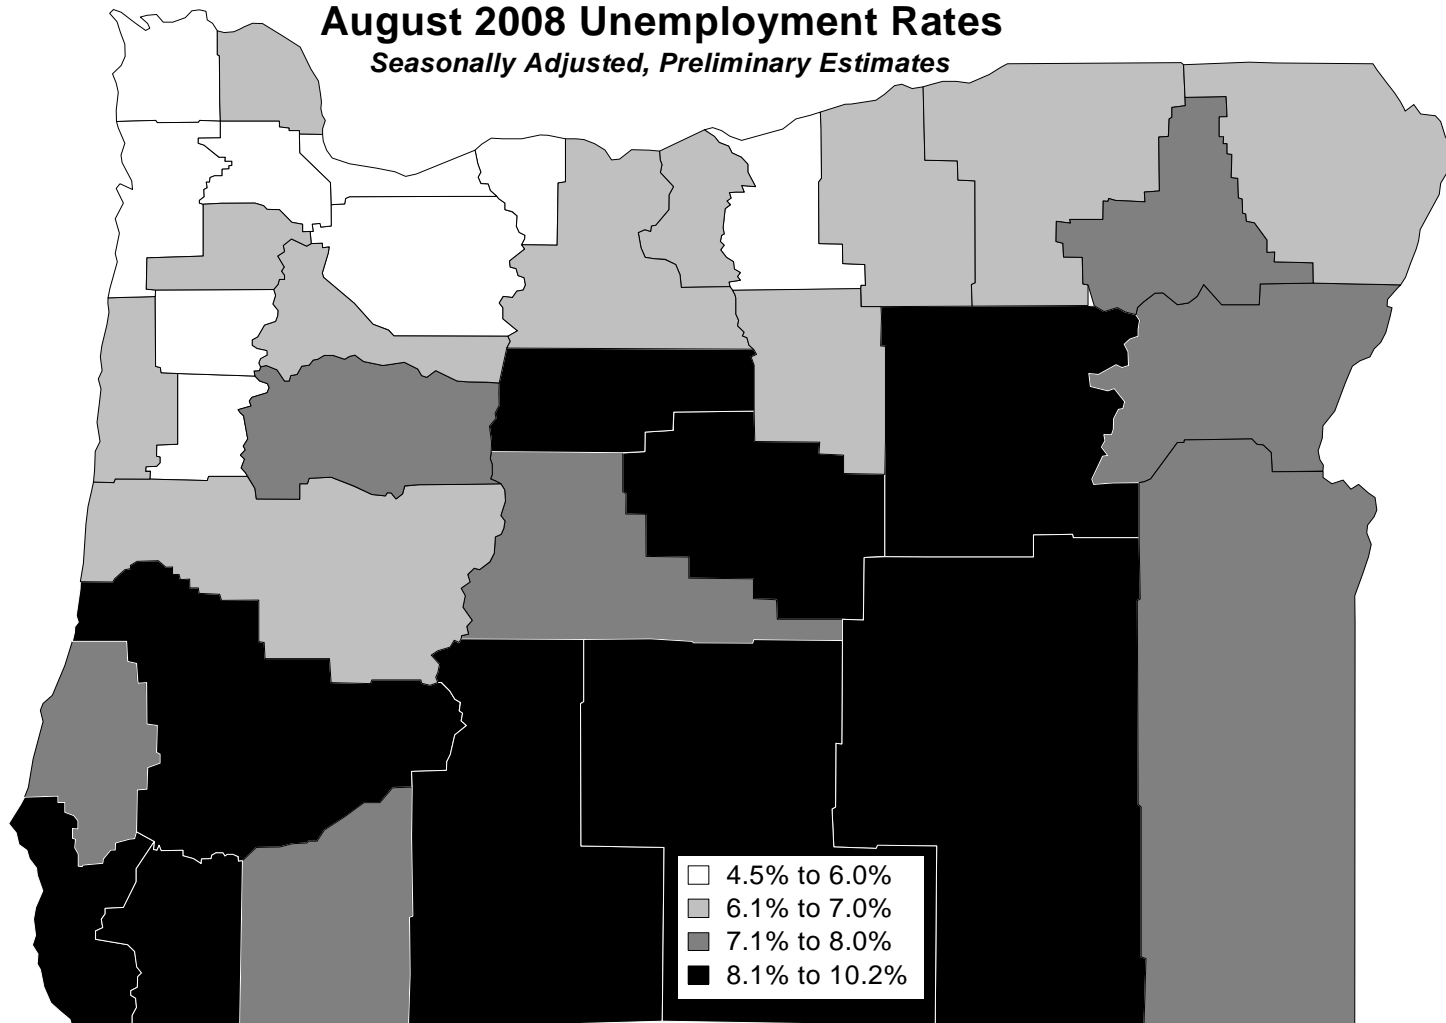 August 2008 Unemployment Rates
Seasonally Adjusted, Preliminary Estimates
4.5% to 6.0%
6.1% to 7.0%
7.1% to 8.0%
8.1% to 10.2%